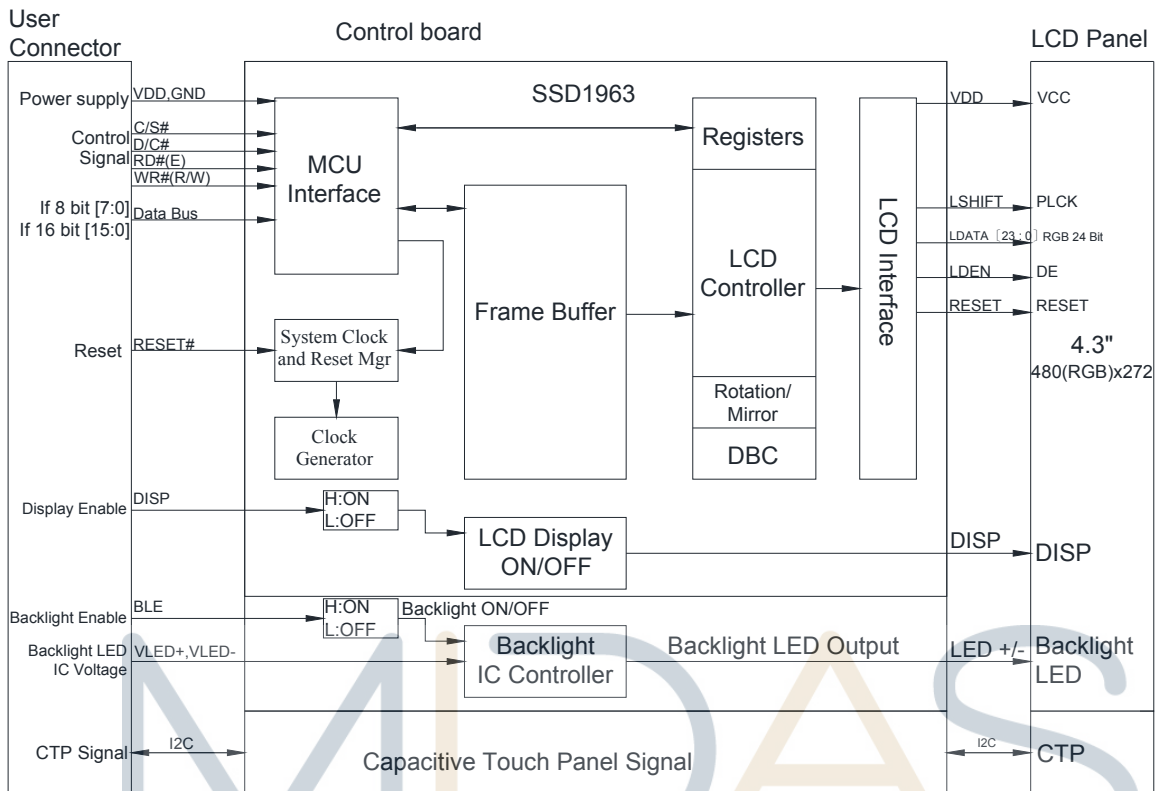 User
Connector
Control board
LCD Panel
Power supply
VDD,GND
Control
Signal
C/S#
D/C#
RD#(E)
WR#(R/W)
If 8 bit [7:0]
If 16 bit [15:0]
Data Bus
MCU
Interface
SSD1963
Registers
LCD
Controller
Rotation/
Mirror
DBC
Frame Buffer
LCD Interface
VDD
VCC
LSHIFT
PLCK
LDATA [23 : 0]
RGB 24 Bit
LDEN
DE
RESET
RESET
4.3"
480(RGB)x272
Reset
RESET#
System Clock
and Reset Mgr
Clock
Generator
Display Enable
DISP
H:ON
L:OFF
LCD Display
ON/OFF
DISP
DISP
Backlight Enable
BLE
H:ON
L:OFF
Backlight ON/OFF
Backlight LED
IC Voltage
VLED+,VLED-
Backlight
IC Controller
Backlight LED Output
LED +/-
Backlight
LED
CTP Signal
I2C
Capacitive Touch Panel Signal
I2C
CTP
MIDAS